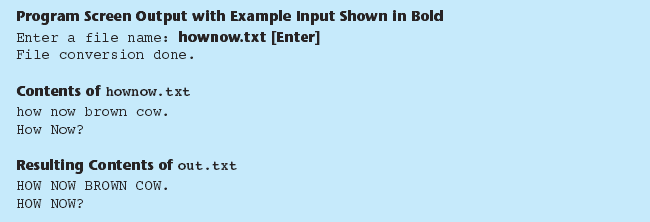 Program Screen Output with Example Input Shown in Bold
Enter a file name: hownow.txt [Enter]
File conversion done.
Contents of hownow.txt
how now brown cow.
How Now?
Resulting Contents of out.txt
HOW NOW BROWN COW.
HOW NOW?